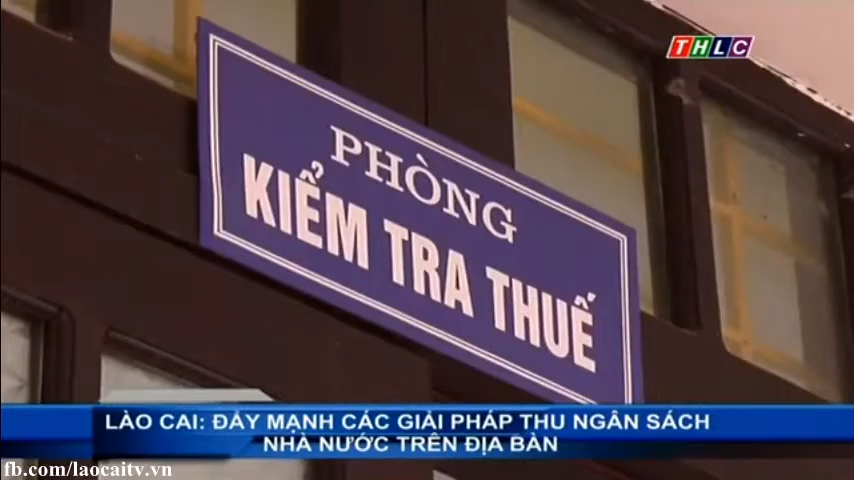 THLC
PHÒNG
KIỂM TRA THUẾ
LÀO CAI: ĐẨY MẠNH CÁC GIẢI PHÁP THU NGÂN SÁCH
NHÀ NƯỚC TRÊN ĐỊA BÀN
fb.com/laocaitv.vn